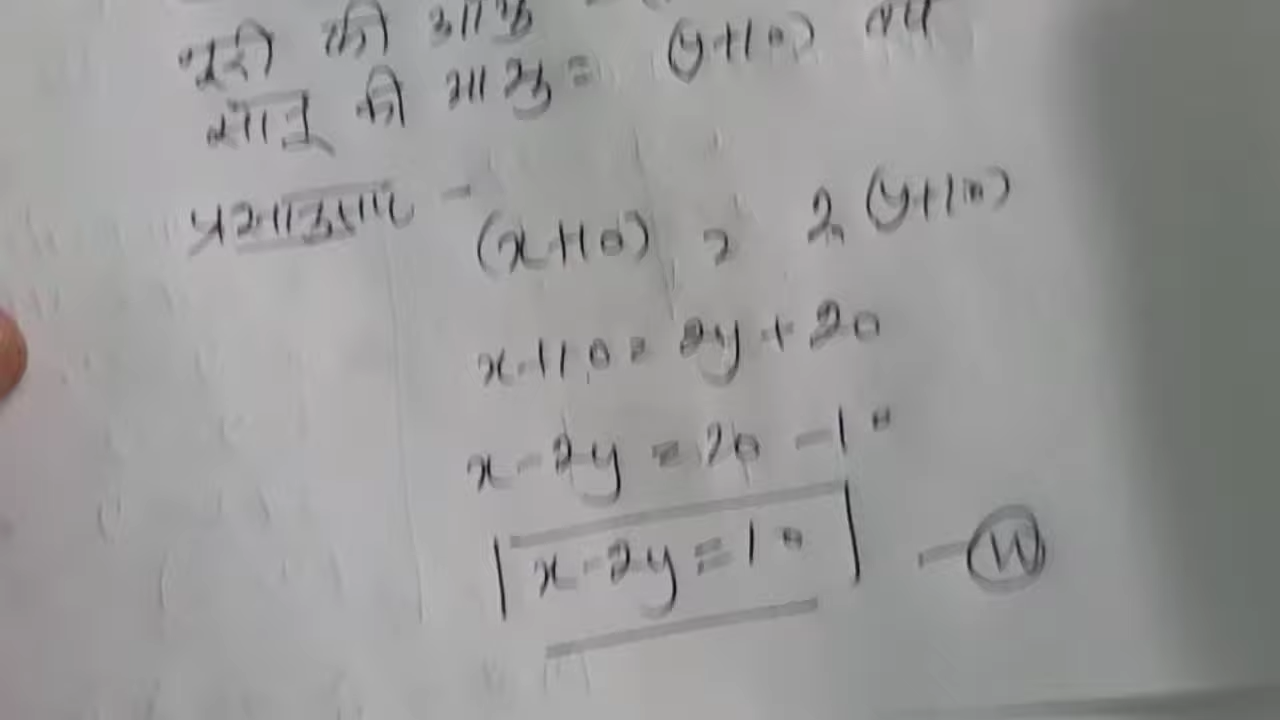 नूरी की आयु
सोनू की आयु = (y+10) वर्ष
प्रश्नानुसार -
(x+10) = 2(y+10)
x+10 = 2y+20
x-2y = 20-10
x-2y=10 -(ii)